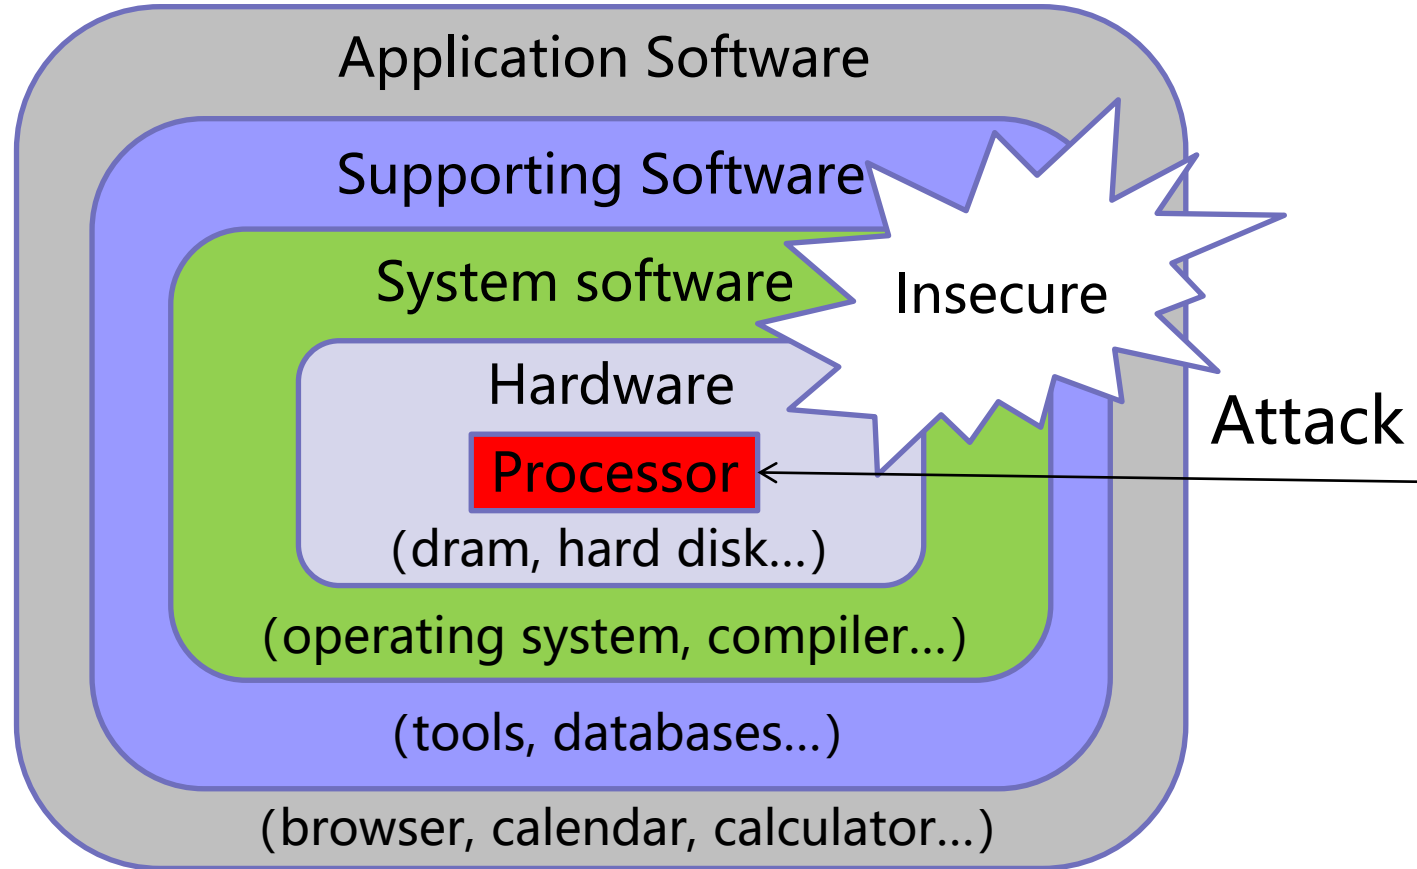 Application Software
Supporting Software
System software
Insecure
Hardware
Attack
Processor
(dram, hard disk…)
(operating system, compiler…)
(tools, databases…)
(browser, calendar, calculator…)